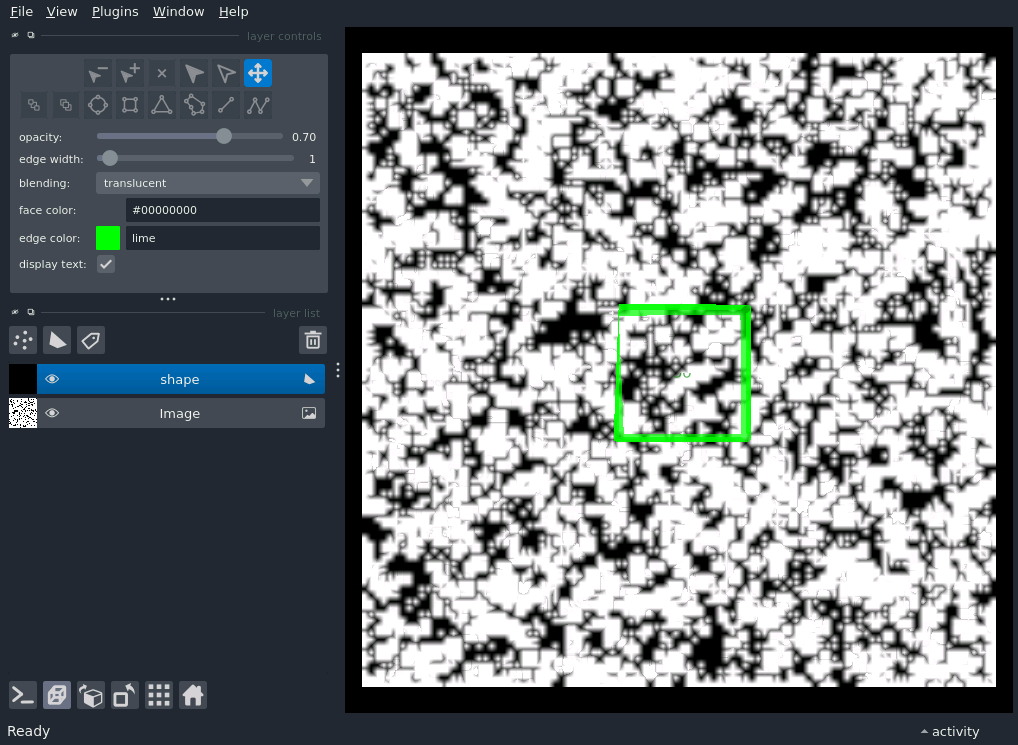 File View Plugins Window Help
layer controls
opacity: 0.70
edge width: 1
blending: translucent
face color: #00000000
edge color: lime
display text:
layer list
shape
Image
Ready
activity